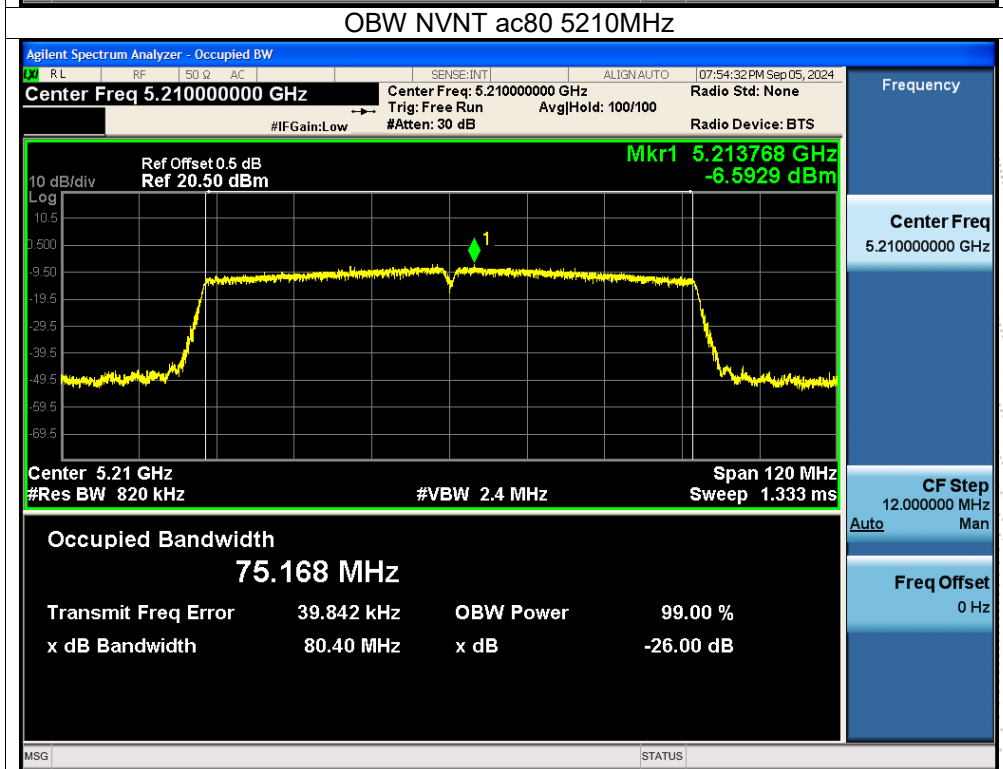 OBW NVNT ac80 5210MHz
Agilent Spectrum Analyzer - Occupied BW
LXI RL RF 50 Ω AC SENSE:INT ALIGN AUTO 07:54:32 PM Sep 05, 2024
Center Freq 5.210000000 GHz
Center Freq: 5.210000000 GHz Radio Std: None
Trig: Free Run Avg|Hold: 100/100
#IFGain:Low #Atten: 30 dB Radio Device: BTS
Frequency
Ref Offset 0.5 dB Mkr1 5.213768 GHz
10 dB/div Ref 20.50 dBm -6.5929 dBm
Log
10.5
0.500
-9.50
-19.5
-29.5
-39.5
-49.5
-59.5
-69.5
1
Center 5.21 GHz Span 120 MHz
#Res BW 820 kHz #VBW 2.4 MHz Sweep 1.333 ms
Occupied Bandwidth
75.168 MHz
Transmit Freq Error 39.842 kHz OBW Power 99.00 %
x dB Bandwidth 80.40 MHz x dB -26.00 dB
Center Freq
5.210000000 GHz
CF Step
12.000000 MHz
Auto Man
Freq Offset
0 Hz
MSG STATUS